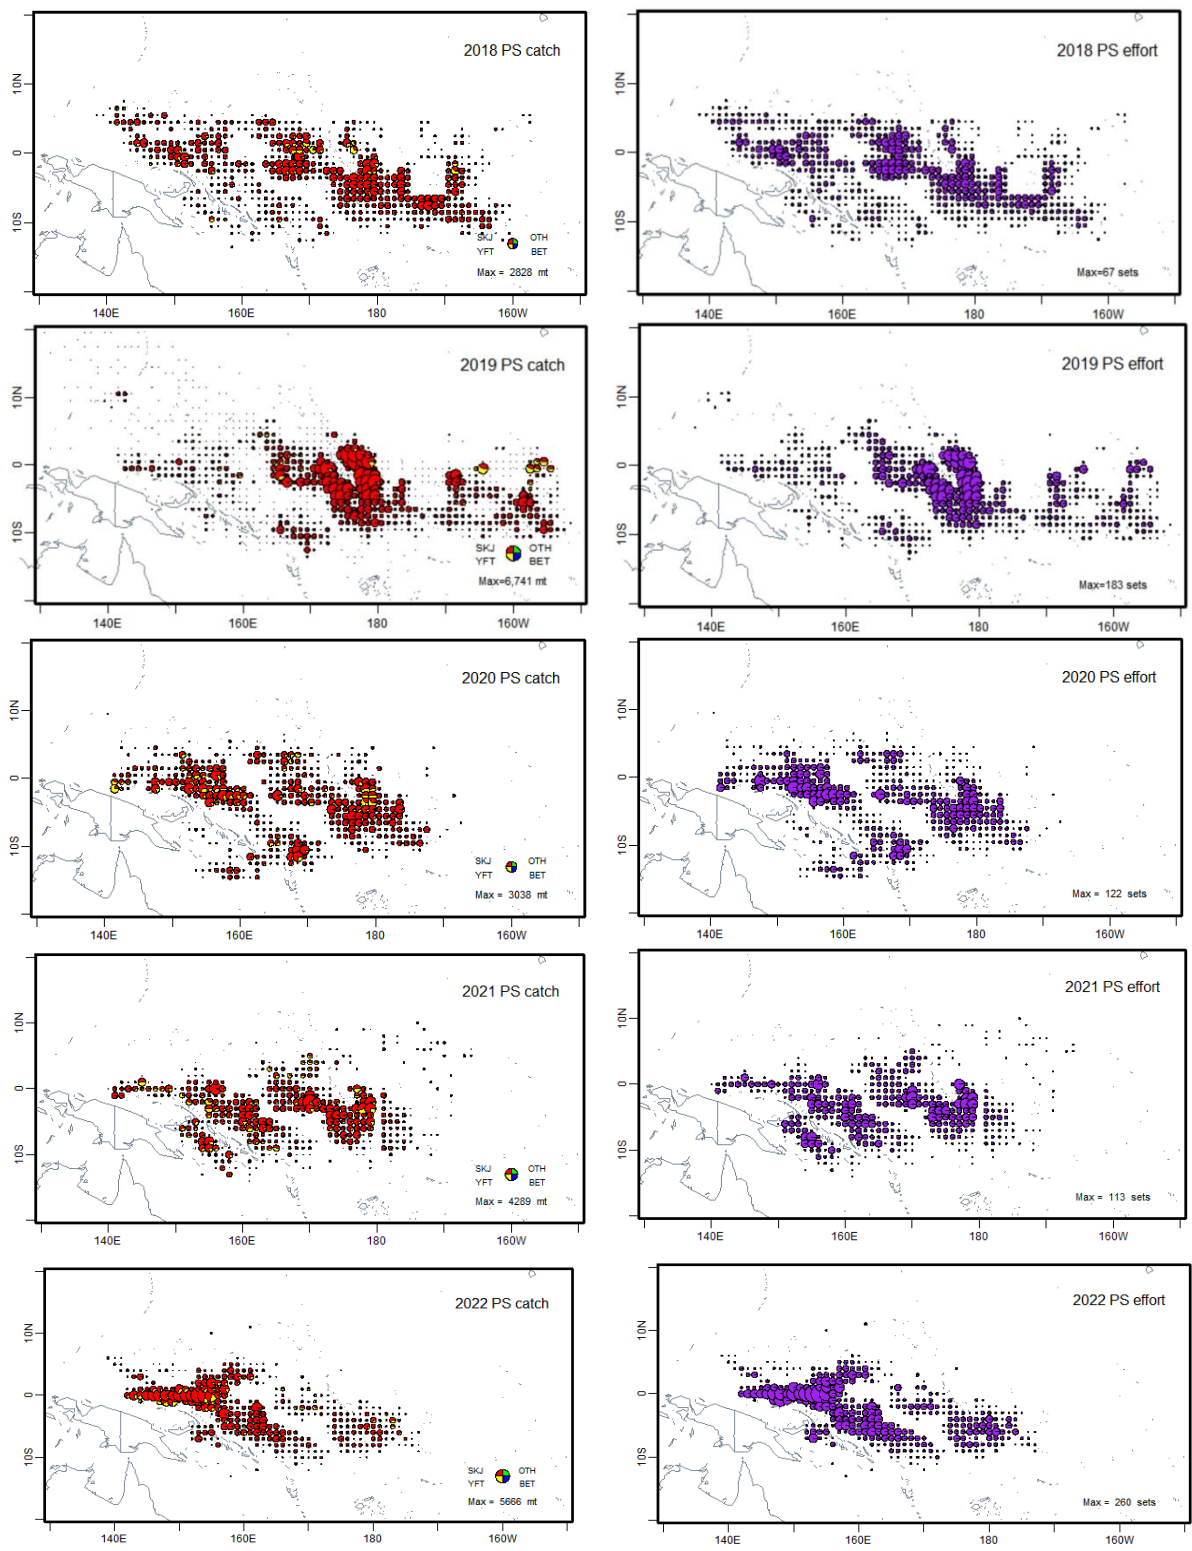 2018 PS catch
10N
0
10S
SKJ OTH
YFT BET
Max = 2828 mt
140E 160E 180 160W
2018 PS effort
10N
0
10S
Max=67 sets
140E 160E 180 160W
2019 PS catch
10N
0
10S
SKJ OTH
YFT BET
Max=6,741 mt
140E 160E 180 160W
2019 PS effort
10N
0
10S
Max=183 sets
140E 160E 180 160W
2020 PS catch
10N
0
10S
SKJ OTH
YFT BET
Max = 3038 mt
140E 160E 180 160W
2020 PS effort
10N
0
10S
Max = 122 sets
140E 160E 180 160W
2021 PS catch
10N
0
10S
SKJ OTH
YFT BET
Max = 4289 mt
140E 160E 180 160W
2021 PS effort
10N
0
10S
Max = 113 sets
140E 160E 180 160W
2022 PS catch
10N
0
10S
SKJ OTH
YFT BET
Max = 5666 mt
140E 160E 180 160W
2022 PS effort
10N
0
10S
Max = 260 sets
140E 160E 180 160W